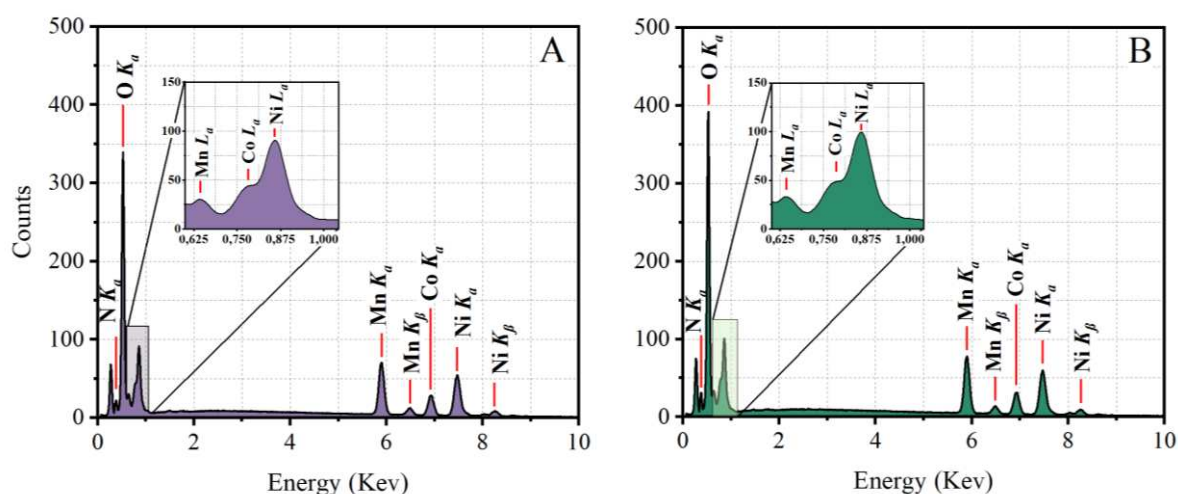 A
500
400
300
200
100
0
Counts
0
2
4
6
8
10
Energy (Kev)
N Ka
O Ka
Mn Ka
Mn Kβ
Co Ka
Ni Ka
Ni Kβ
150
100
50
0
0,625
0,750
0,875
1,000
Mn La
Co La
Ni La
B
500
400
300
200
100
0
0
2
4
6
8
10
Energy (Kev)
N Ka
O Ka
Mn Ka
Mn Kβ
Co Ka
Ni Ka
Ni Kβ
150
100
50
0
0,625
0,750
0,875
1,000
Mn La
Co La
Ni La